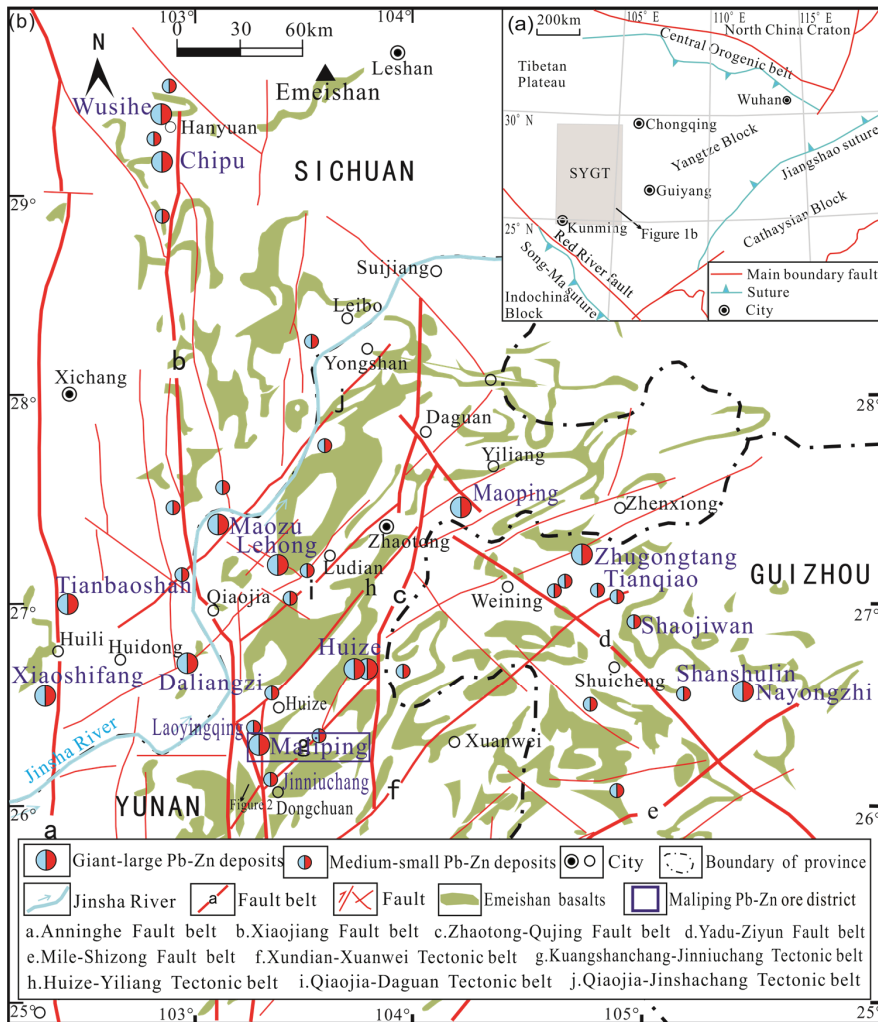 (b)
103°
104°
0 30 60km
N
Leshan
Emeishan
Wusihe
Hanyuan
Chipu
SICHUAN
29°
Suijiang
Leibo
Yongshan
b
Xichang
j
28°
28°
Daguan
Yiliang
Maoping
Zhenxiong
Maozu
Lehong
Zhaotong
Ludian
Zhugongtang
Tianqiao
GUIZHOU
Tianbaoshan
i
h
c
Weining
Qiaojia
27°
27°
Shaojiwan
Huili
Huidong
Huize
d
Shuicheng
Xiaoshifang
Daliangzi
Shanshulin
Nayongzhi
Huize
Laoyingqing
Maliping
g
Xuanwei
Jinsha River
Jinniuchang
f
Figure 2
Dongchuan
YUNAN
26°
26°
a
e
(a)
200km
105° E
110° E
115° E
North China Craton
Central Orogenic belt
Tibetan
Plateau
Wuhan
30° N
Chongqing
Yangtze Block
Jiangshao suture
SYGT
Guiyang
Cathaysian Block
25° N
Kunming
Figure 1b
Red River fault
Song-Ma suture
Indochina
Block
Main boundary fault
Suture
City
Giant-large Pb-Zn deposits
Medium-small Pb-Zn deposits
City
Boundary of province
Jinsha River
a
Fault belt
Fault
Emeishan basalts
Maliping Pb-Zn ore district
a.Anninghe Fault belt b.Xiaojiang Fault belt c.Zhaotong-Qujing Fault belt d.Yadu-Ziyun Fault belt
e.Mile-Shizong Fault belt f.Xundian-Xuanwei Tectonic belt g.Kuangshanchang-Jinniuchang Tectonic belt
h.Huize-Yiliang Tectonic belt i.Qiaojia-Daguan Tectonic belt j.Qiaojia-Jinshachang Tectonic belt
25°
103°
104°
105°
25°